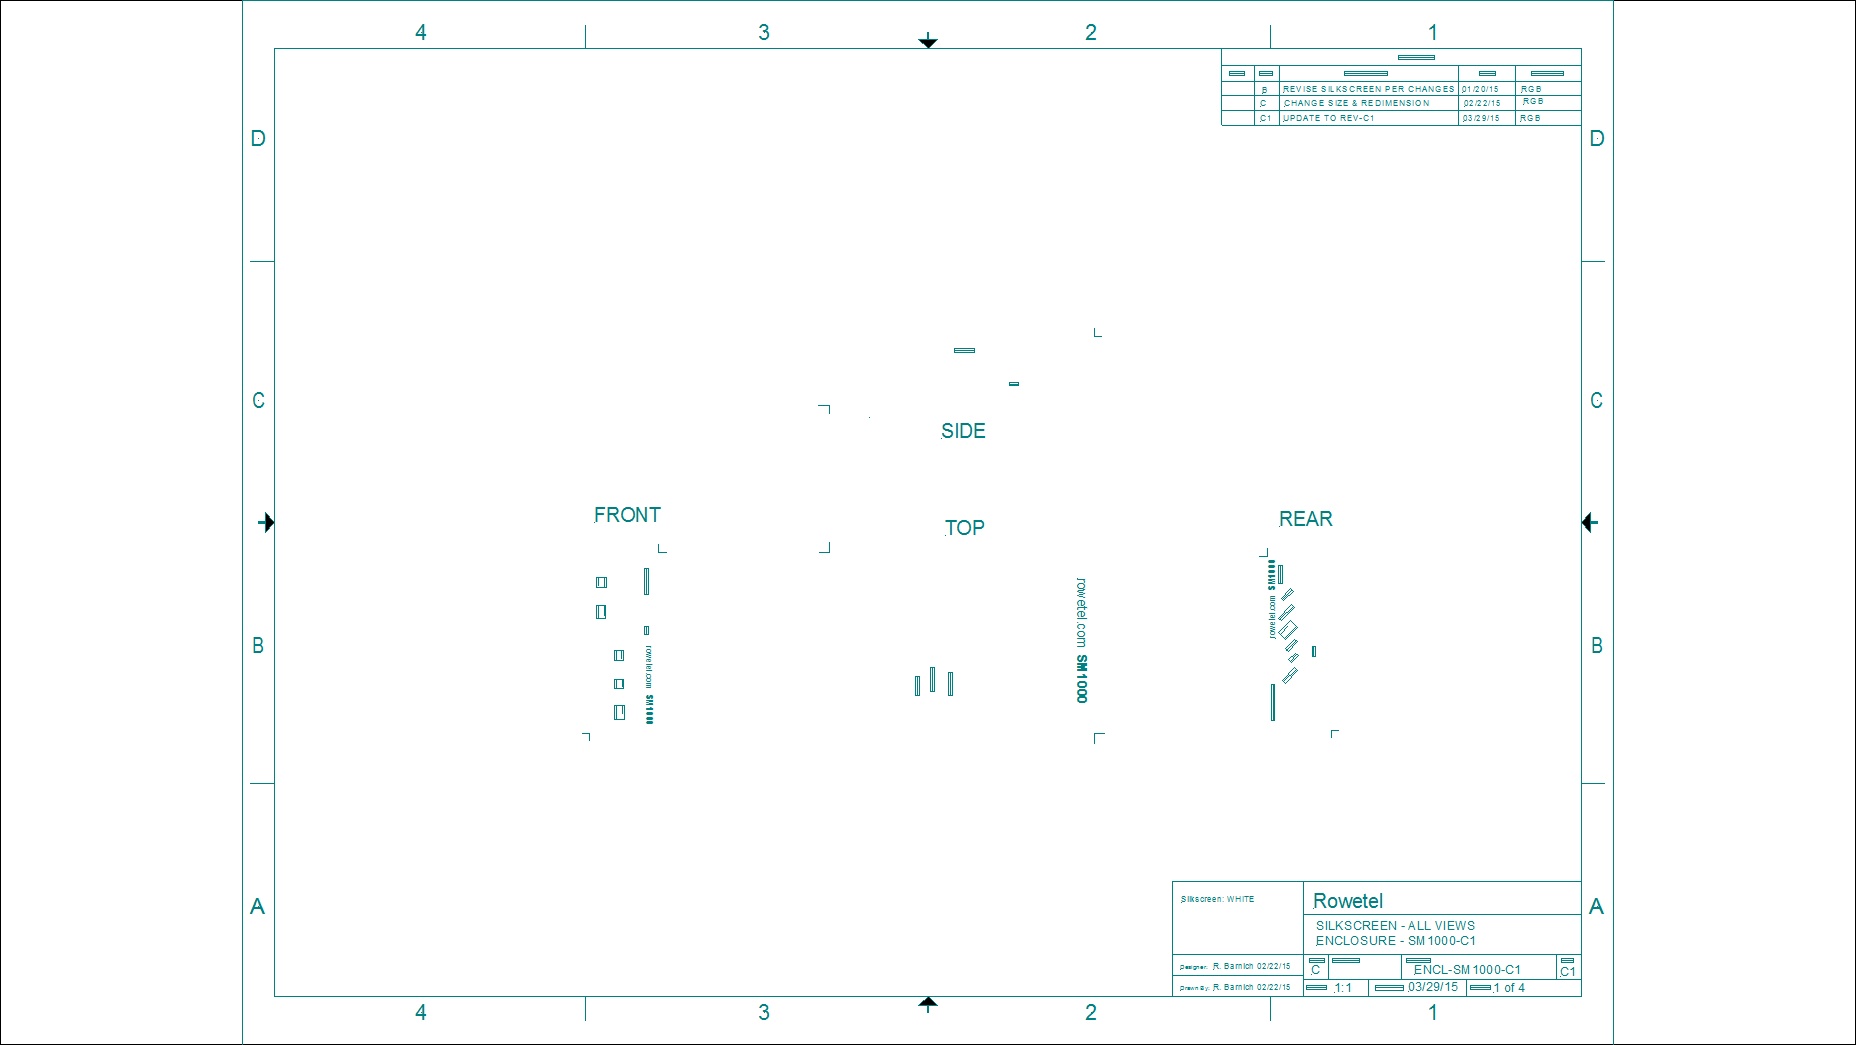 4 3 2 1
B REVISE SILKSCREEN PER CHANGES 01/20/15 RGB
C CHANGE SIZE & REDIMENSION 02/22/15 RGB
C1 UPDATE TO REV-C1 03/29/15 RGB
D D
C C
SIDE
FRONT
TOP
REAR
B B
rowetel.com SM1000
rowetel.com SM1000
rowetel.com SM1000
A A
Silkscreen: WHITE
Rowetel
SILKSCREEN - ALL VIEWS
ENCLOSURE - SM1000-C1
Designer: R. Barnich 02/22/15
C ENCL-SM1000-C1 C1
Drawn By: R. Barnich 02/22/15
1:1 03/29/15 1 of 4
4 3 2 1